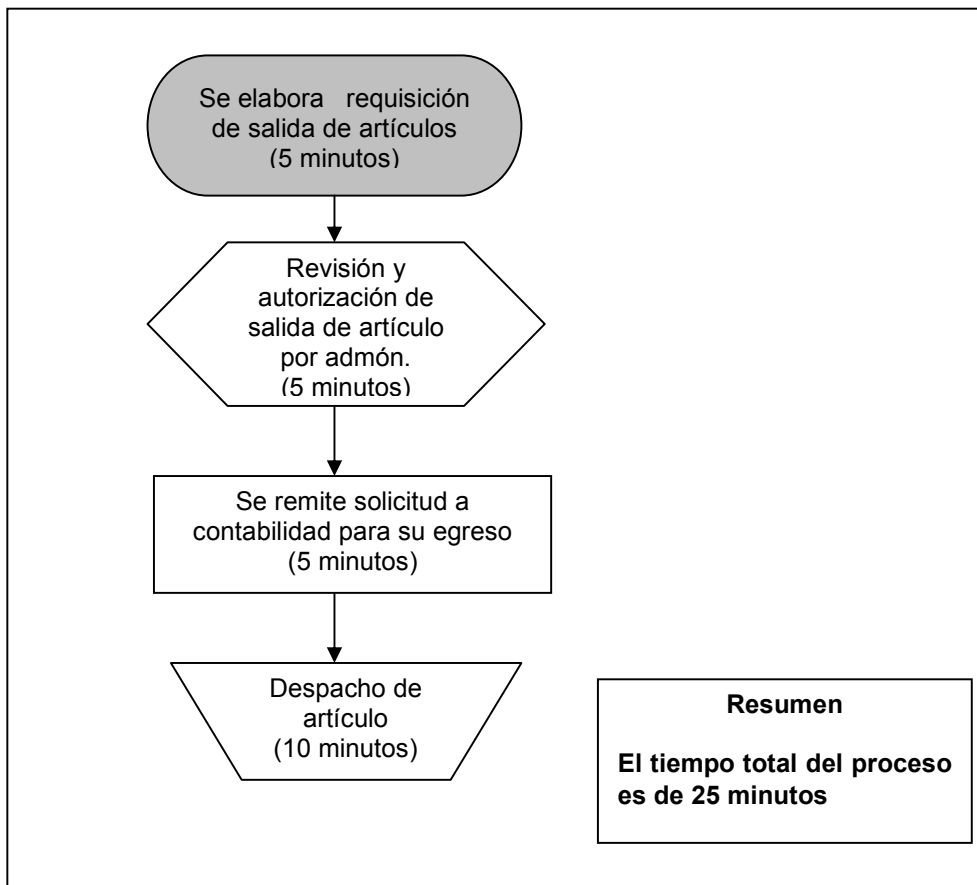 Se elabora requisición
de salida de artículos
(5 minutos)
Revisión y
autorización de
salida de artículo
por admón.
(5 minutos)
Se remite solicitud a
contabilidad para su egreso
(5 minutos)
Despacho de
artículo
(10 minutos)
Resumen
El tiempo total del proceso
es de 25 minutos